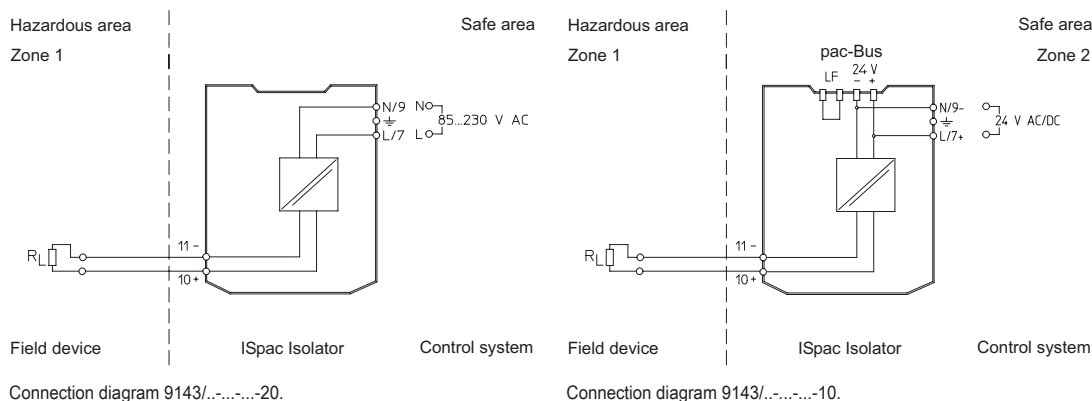 Hazardous area
Safe area
Zone 1
N/9
N
85...230 V AC
L/7
L
RL
11 -
10 +
Field device
ISpac Isolator
Control system
Connection diagram 9143/..-...-...-20.
Hazardous area
Safe area
Zone 1
Zone 2
pac-Bus
LF
24 V
- +
N/9-
24 V AC/DC
L/7+
RL
11 -
10 +
Field device
ISpac Isolator
Control system
Connection diagram 9143/..-...-...-10.